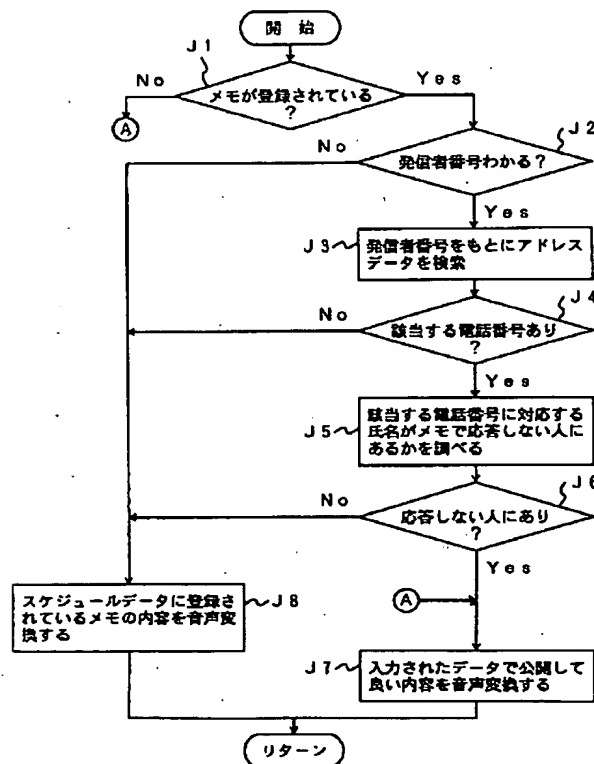 開 始
J1
No
Yes
メモが登録されている
?
A
J2
No
発信者番号わかる?
Yes
J3
発信者番号をもとにアドレス
データを検索
J4
No
該当する電話番号あり
?
Yes
J5
該当する電話番号に対応する
氏名がメモで応答しない人に
あるかを調べる
J6
No
応答しない人にあり
?
Yes
A
スケジュールデータに登録さ
れているメモの内容を音声変
換する
J8
J7
入力されたデータで公開して
良い内容を音声変換する
リターン